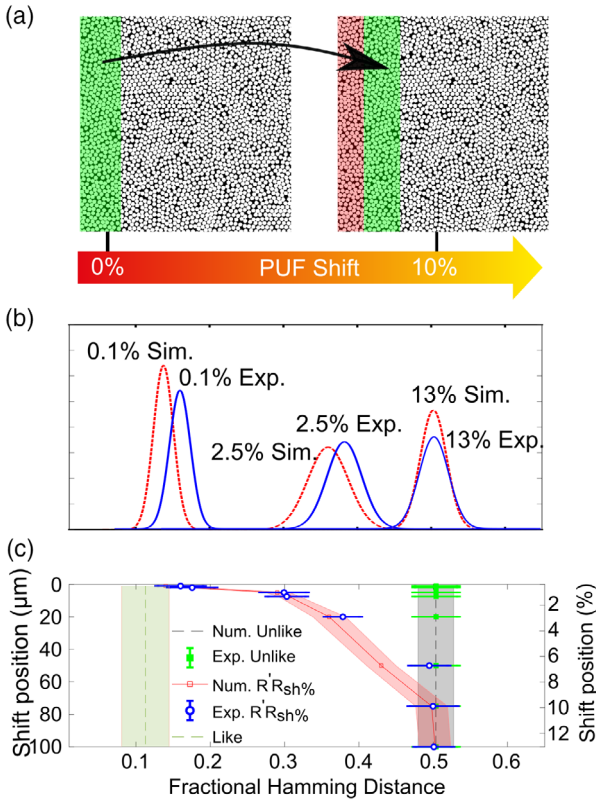 (a)
0% PUF Shift 10%
(b)
0.1% Sim.
0.1% Exp.
2.5% Sim.
2.5% Exp.
13% Sim.
13% Exp.
(c)
Shift position (µm)
0
20
40
60
80
100
Num. Unlike
Exp. Unlike
Num. R'Rsh%
Exp. R'Rsh%
Like
2
4
6
8
10
12
Shift position (%)
0.1 0.2 0.3 0.4 0.5 0.6
Fractional Hamming Distance